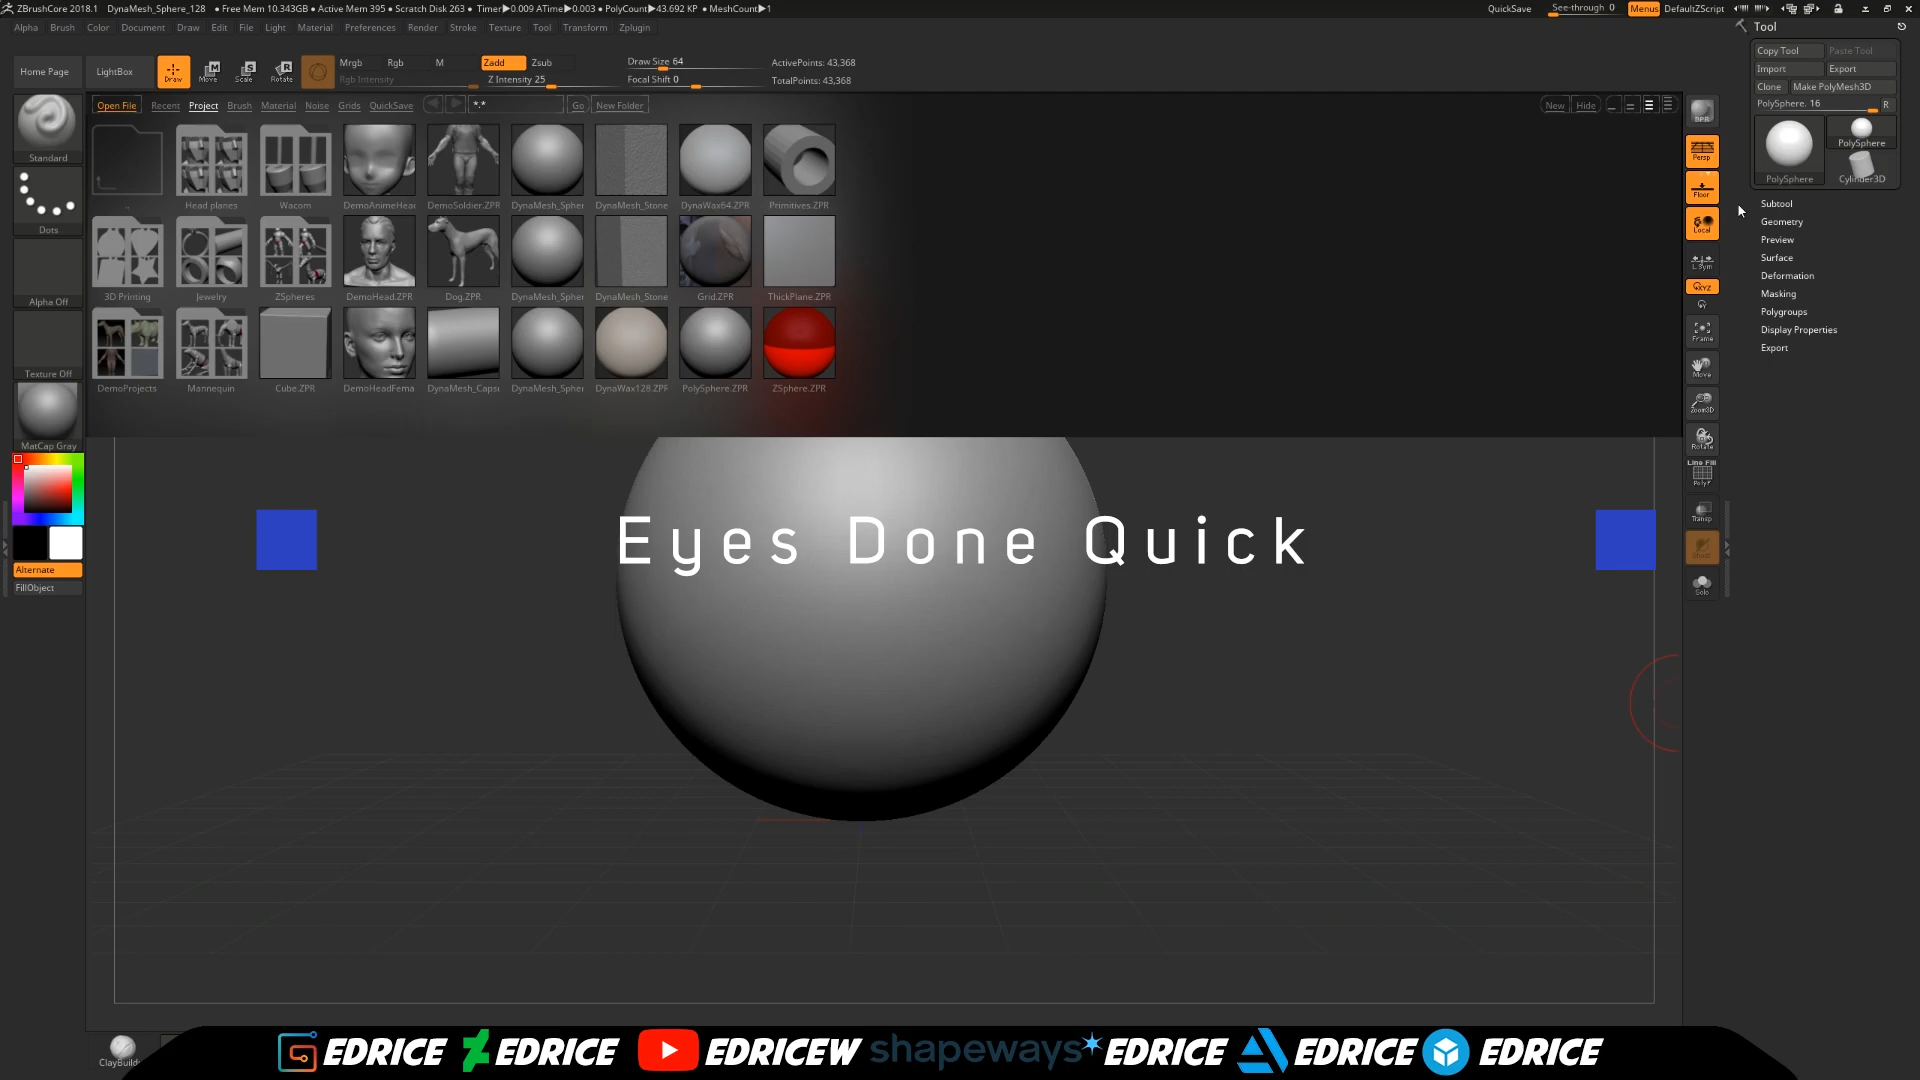 ZBrushCore 2018.1 DynaMesh_Sphere_128 • Free Mem 10.343GB • Active Mem 395 • Scratch Disk 263 • Timer▶0.009 ATime▶0.003 • PolyCount▶43.692 KP • MeshCount▶1
QuickSave See-through 0 Menus DefaultZScript
Alpha Brush Color Document Draw Edit File Light Material Preferences Render Stroke Texture Tool Transform Zplugin
Tool
Copy Tool Paste Tool
Import Export
Clone Make PolyMesh3D
PolySphere. 16 R
PolySphere
PolySphere Cylinder3D
Subtool
Geometry
Preview
Surface
Deformation
Masking
Polygroups
Display Properties
Export
Home Page LightBox Draw Move Scale Rotate
Mrgb Rgb M Zadd Zsub
Rgb Intensity Z Intensity 25
Draw Size 64
Focal Shift 0
ActivePoints: 43,368
TotalPoints: 43,368
Open File Recent Project Brush Material Noise Grids QuickSave *.* Go New Folder New Hide
.. Head planes Wacom DemoAnimeHead DemoSoldier.ZPR DynaMesh_Spher DynaMesh_Stone DynaWax64.ZPR Primitives.ZPR
3D Printing Jewelry ZSpheres DemoHead.ZPR Dog.ZPR DynaMesh_Spher DynaMesh_Stone Grid.ZPR ThickPlane.ZPR
DemoProjects Mannequin Cube.ZPR DemoHeadFema DynaMesh_Capsu DynaMesh_Spher DynaWax128.ZPR PolySphere.ZPR ZSphere.ZPR
Standard
Dots
Alpha Off
Texture Off
MatCap Gray
Alternate
FillObject
BPR
Persp
Floor
Local
L.Sym
XYZ
Frame
Move
Zoom3D
Rotate
Line Fill
PolyF
Transp
Solo
Eyes Done Quick
ClayBuild
EDRICE EDRICE EDRICEW shapeways* EDRICE EDRICE EDRICE